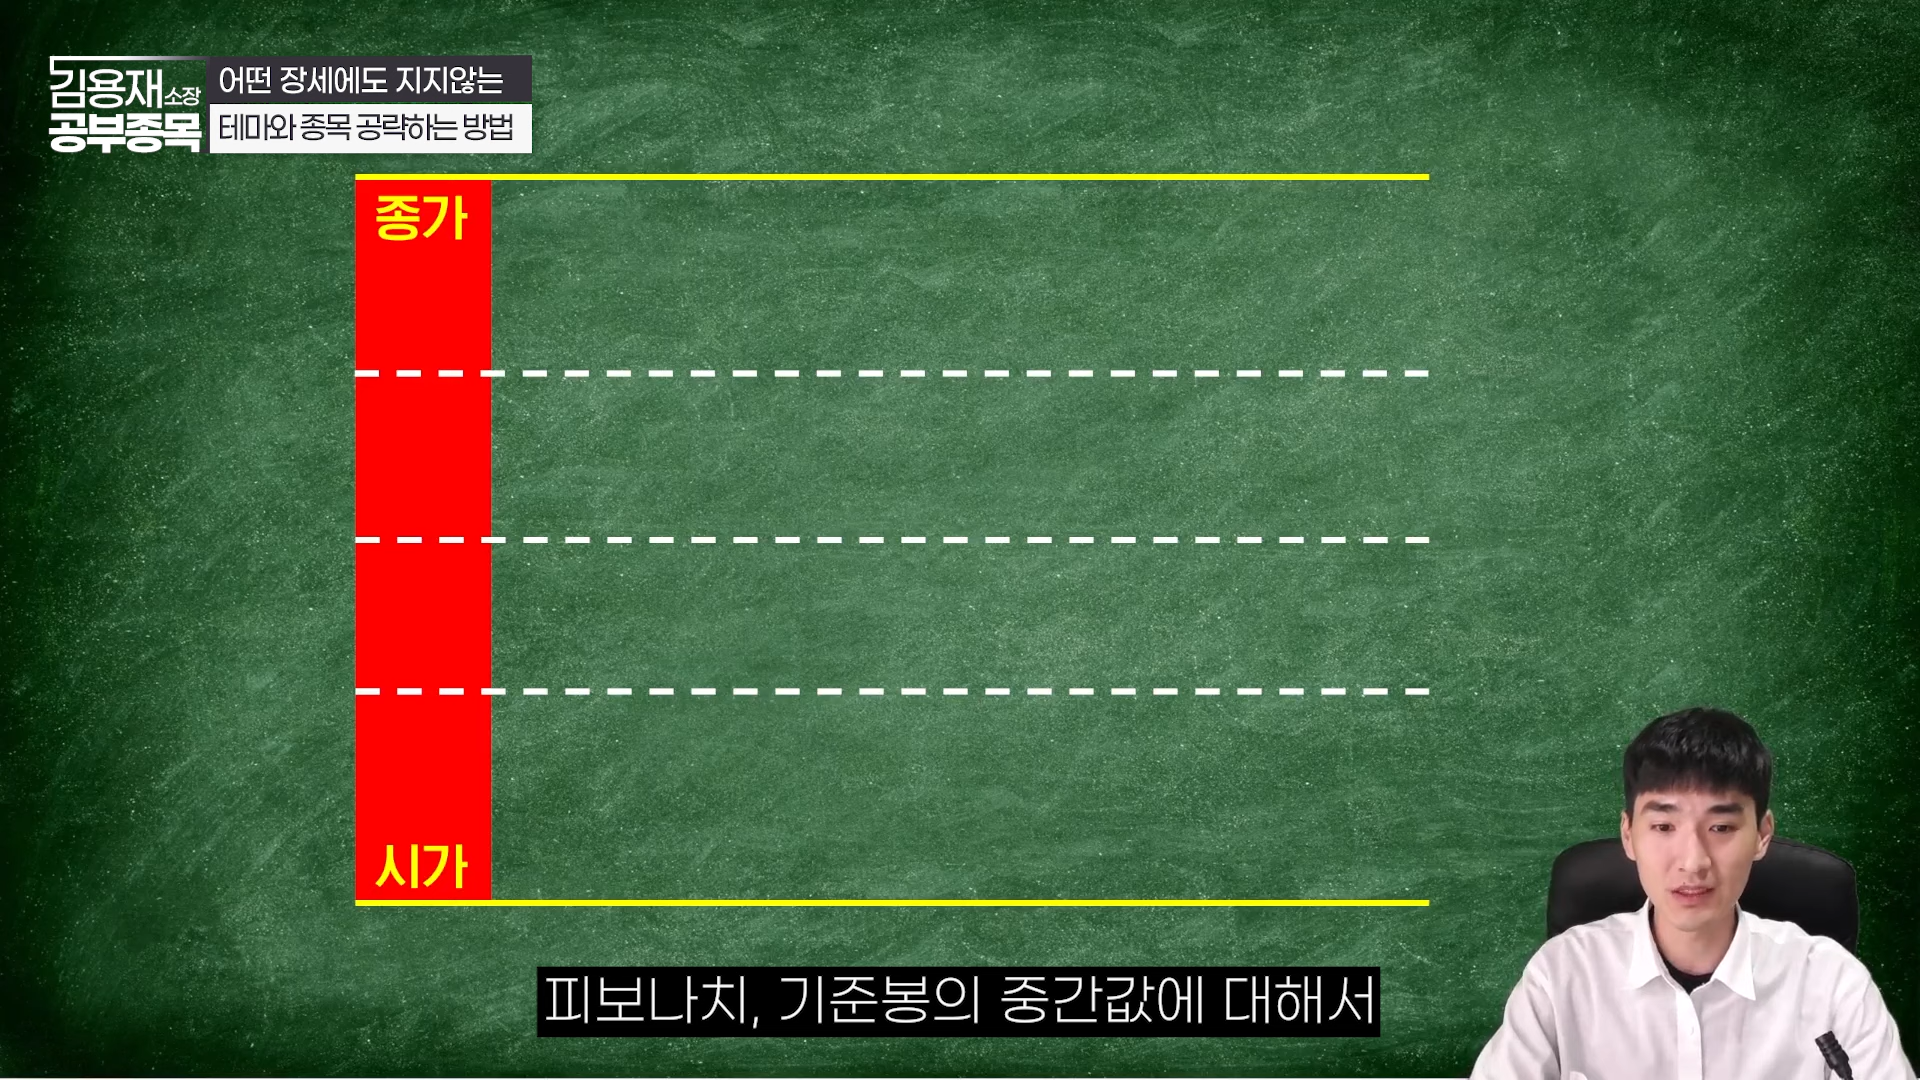 김용재 소장
공부종목
어떤 장세에도 지지않는
테마와 종목 공략하는 방법
종가
시가
피보나치, 기준봉의 중간값에 대해서